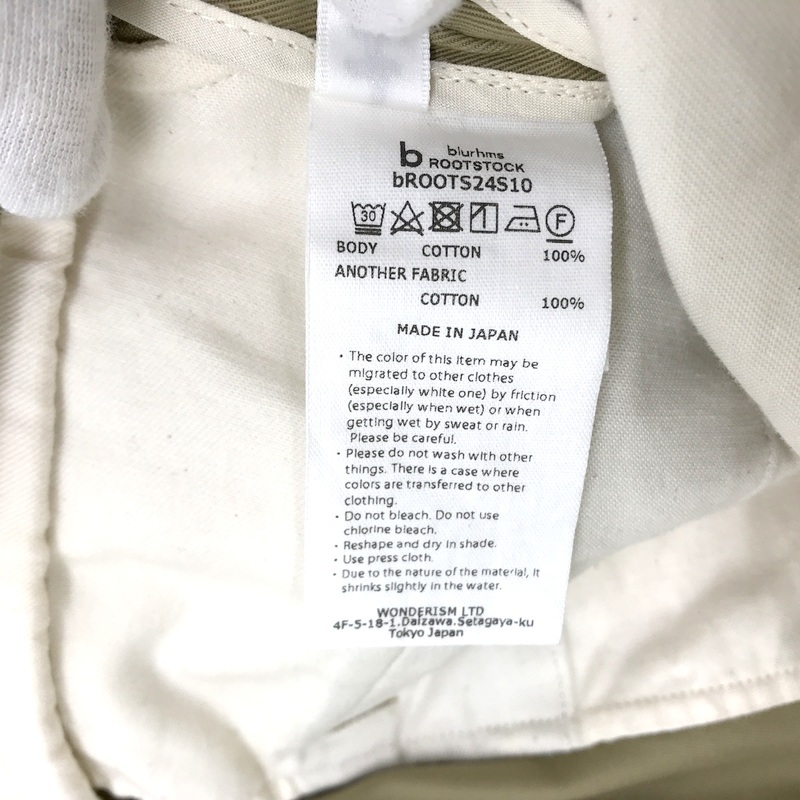 b blurhms
ROOTSTOCK
bROOTS24S10
30 F
BODY COTTON 100%
ANOTHER FABRIC
COTTON 100%
MADE IN JAPAN
・The color of this item may be
migrated to other clothes
(especially white one) by friction
(especially when wet) or when
getting wet by sweat or rain.
Please be careful.
・Please do not wash with other
things. There is a case where
colors are transferred to other
clothing.
・Do not bleach. Do not use
chlorine bleach.
・Reshape and dry in shade.
・Use press cloth.
・Due to the nature of the material, it
shrinks slightly in the water.
WONDERISM LTD
4F-5-18-1.Daizawa.Setagaya-ku
Tokyo Japan